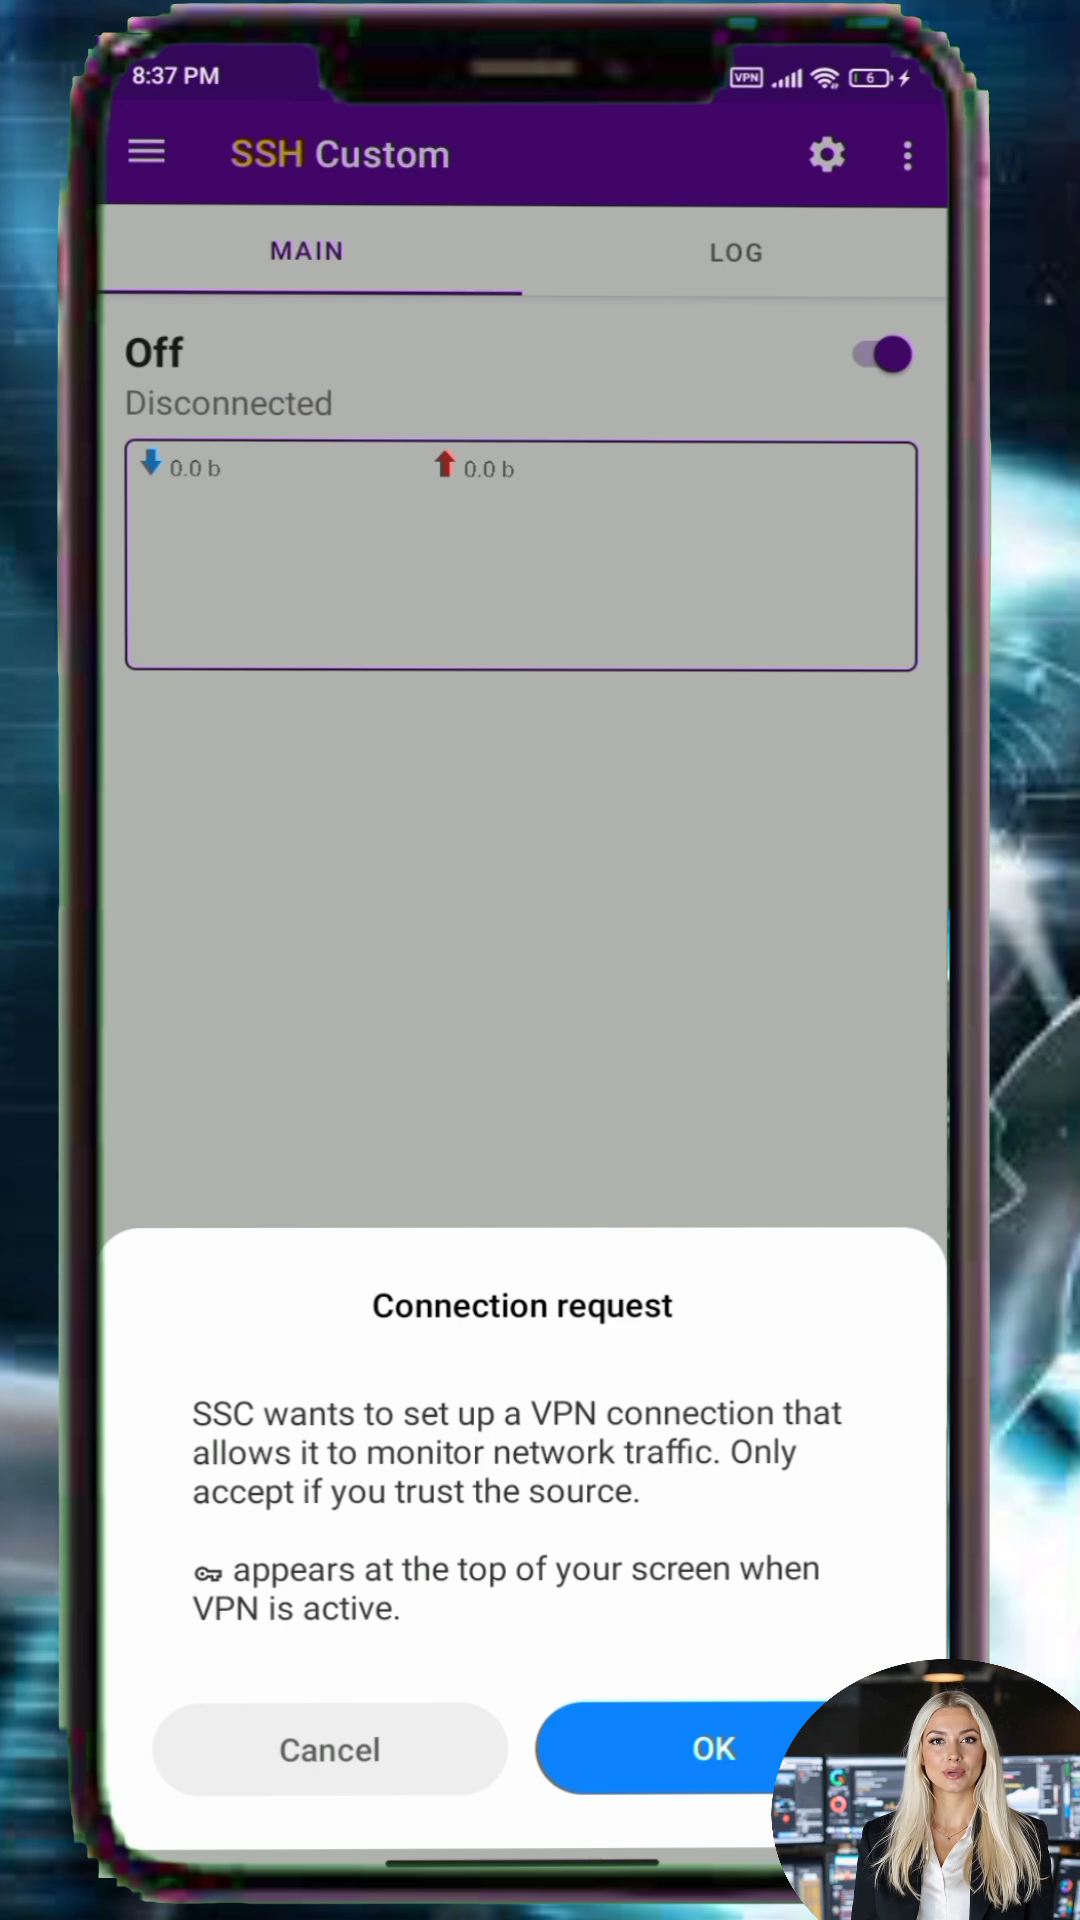 8:37 PM
VPN
6
SSH Custom
MAIN
LOG
Off
Disconnected
0.0 b
0.0 b
Connection request
SSC wants to set up a VPN connection that
allows it to monitor network traffic. Only
accept if you trust the source.
appears at the top of your screen when
VPN is active.
Cancel
OK